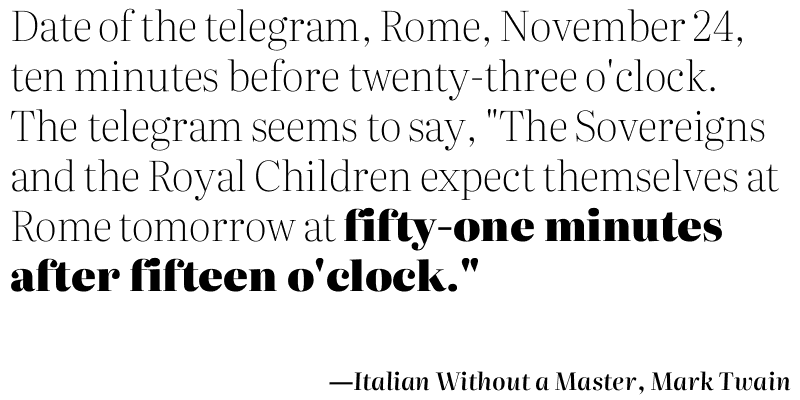 Date of the telegram, Rome, November 24,
ten minutes before twenty-three o'clock.
The telegram seems to say, "The Sovereigns
and the Royal Children expect themselves at
Rome tomorrow at fifty-one minutes
after fifteen o'clock."
—Italian Without a Master, Mark Twain